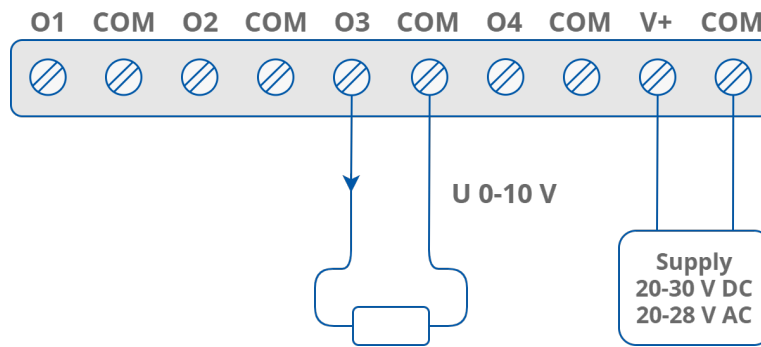 O1 COM O2 COM O3 COM O4 COM V+ COM
U 0-10 V
Supply
20-30 V DC
20-28 V AC